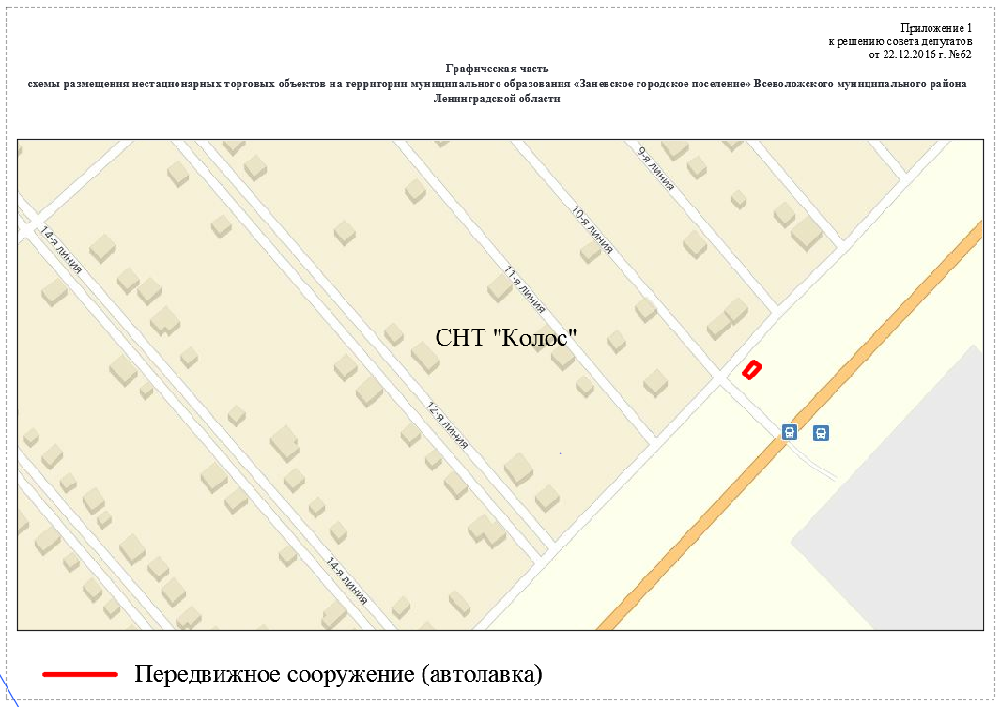 Приложение 1
к решению совета депутатов
от 22.12.2016 г. №62
Графическая часть
схемы размещения нестационарных торговых объектов на территории муниципального образования «Заневское городское поселение» Всеволожского муниципального района
Ленинградской области
9-я линия
10-я линия
14-я линия
11-я линия
СНТ "Колос"
12-я линия
14-я линия
Передвижное сооружение (автолавка)